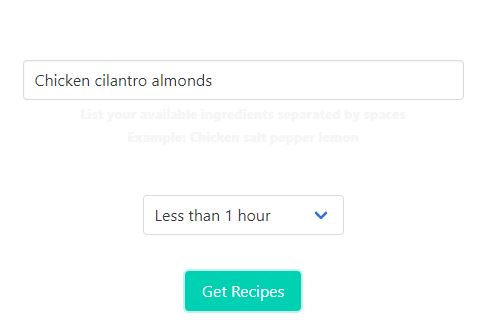 Chicken cilantro almonds
List your available ingredients separated by spaces
Example: Chicken salt pepper lemon
Less than 1 hour
Get Recipes